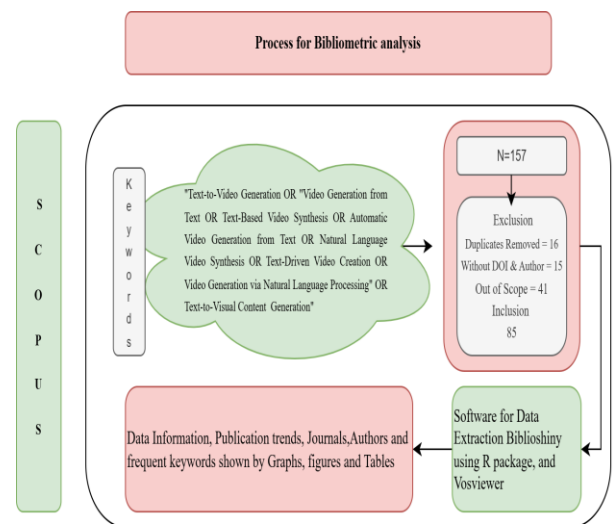 Process for Bibliometric analysis
SCOPUS
Keywords
"Text-to-Video Generation OR "Video Generation from
Text OR Text-Based Video Synthesis OR Automatic
Video Generation from Text OR Natural Language
Video Synthesis OR Text-Driven Video Creation OR
Video Generation via Natural Language Processing" OR
Text-to-Visual Content Generation"
N=157
Exclusion
Duplicates Removed = 16
Without DOI & Author = 15
Out of Scope = 41
Inclusion
85
Software for Data
Extraction Biblioshiny
using R package, and
Vosviewer
Data Information, Publication trends, Journals,Authors and
frequent keywords shown by Graphs, figures and Tables